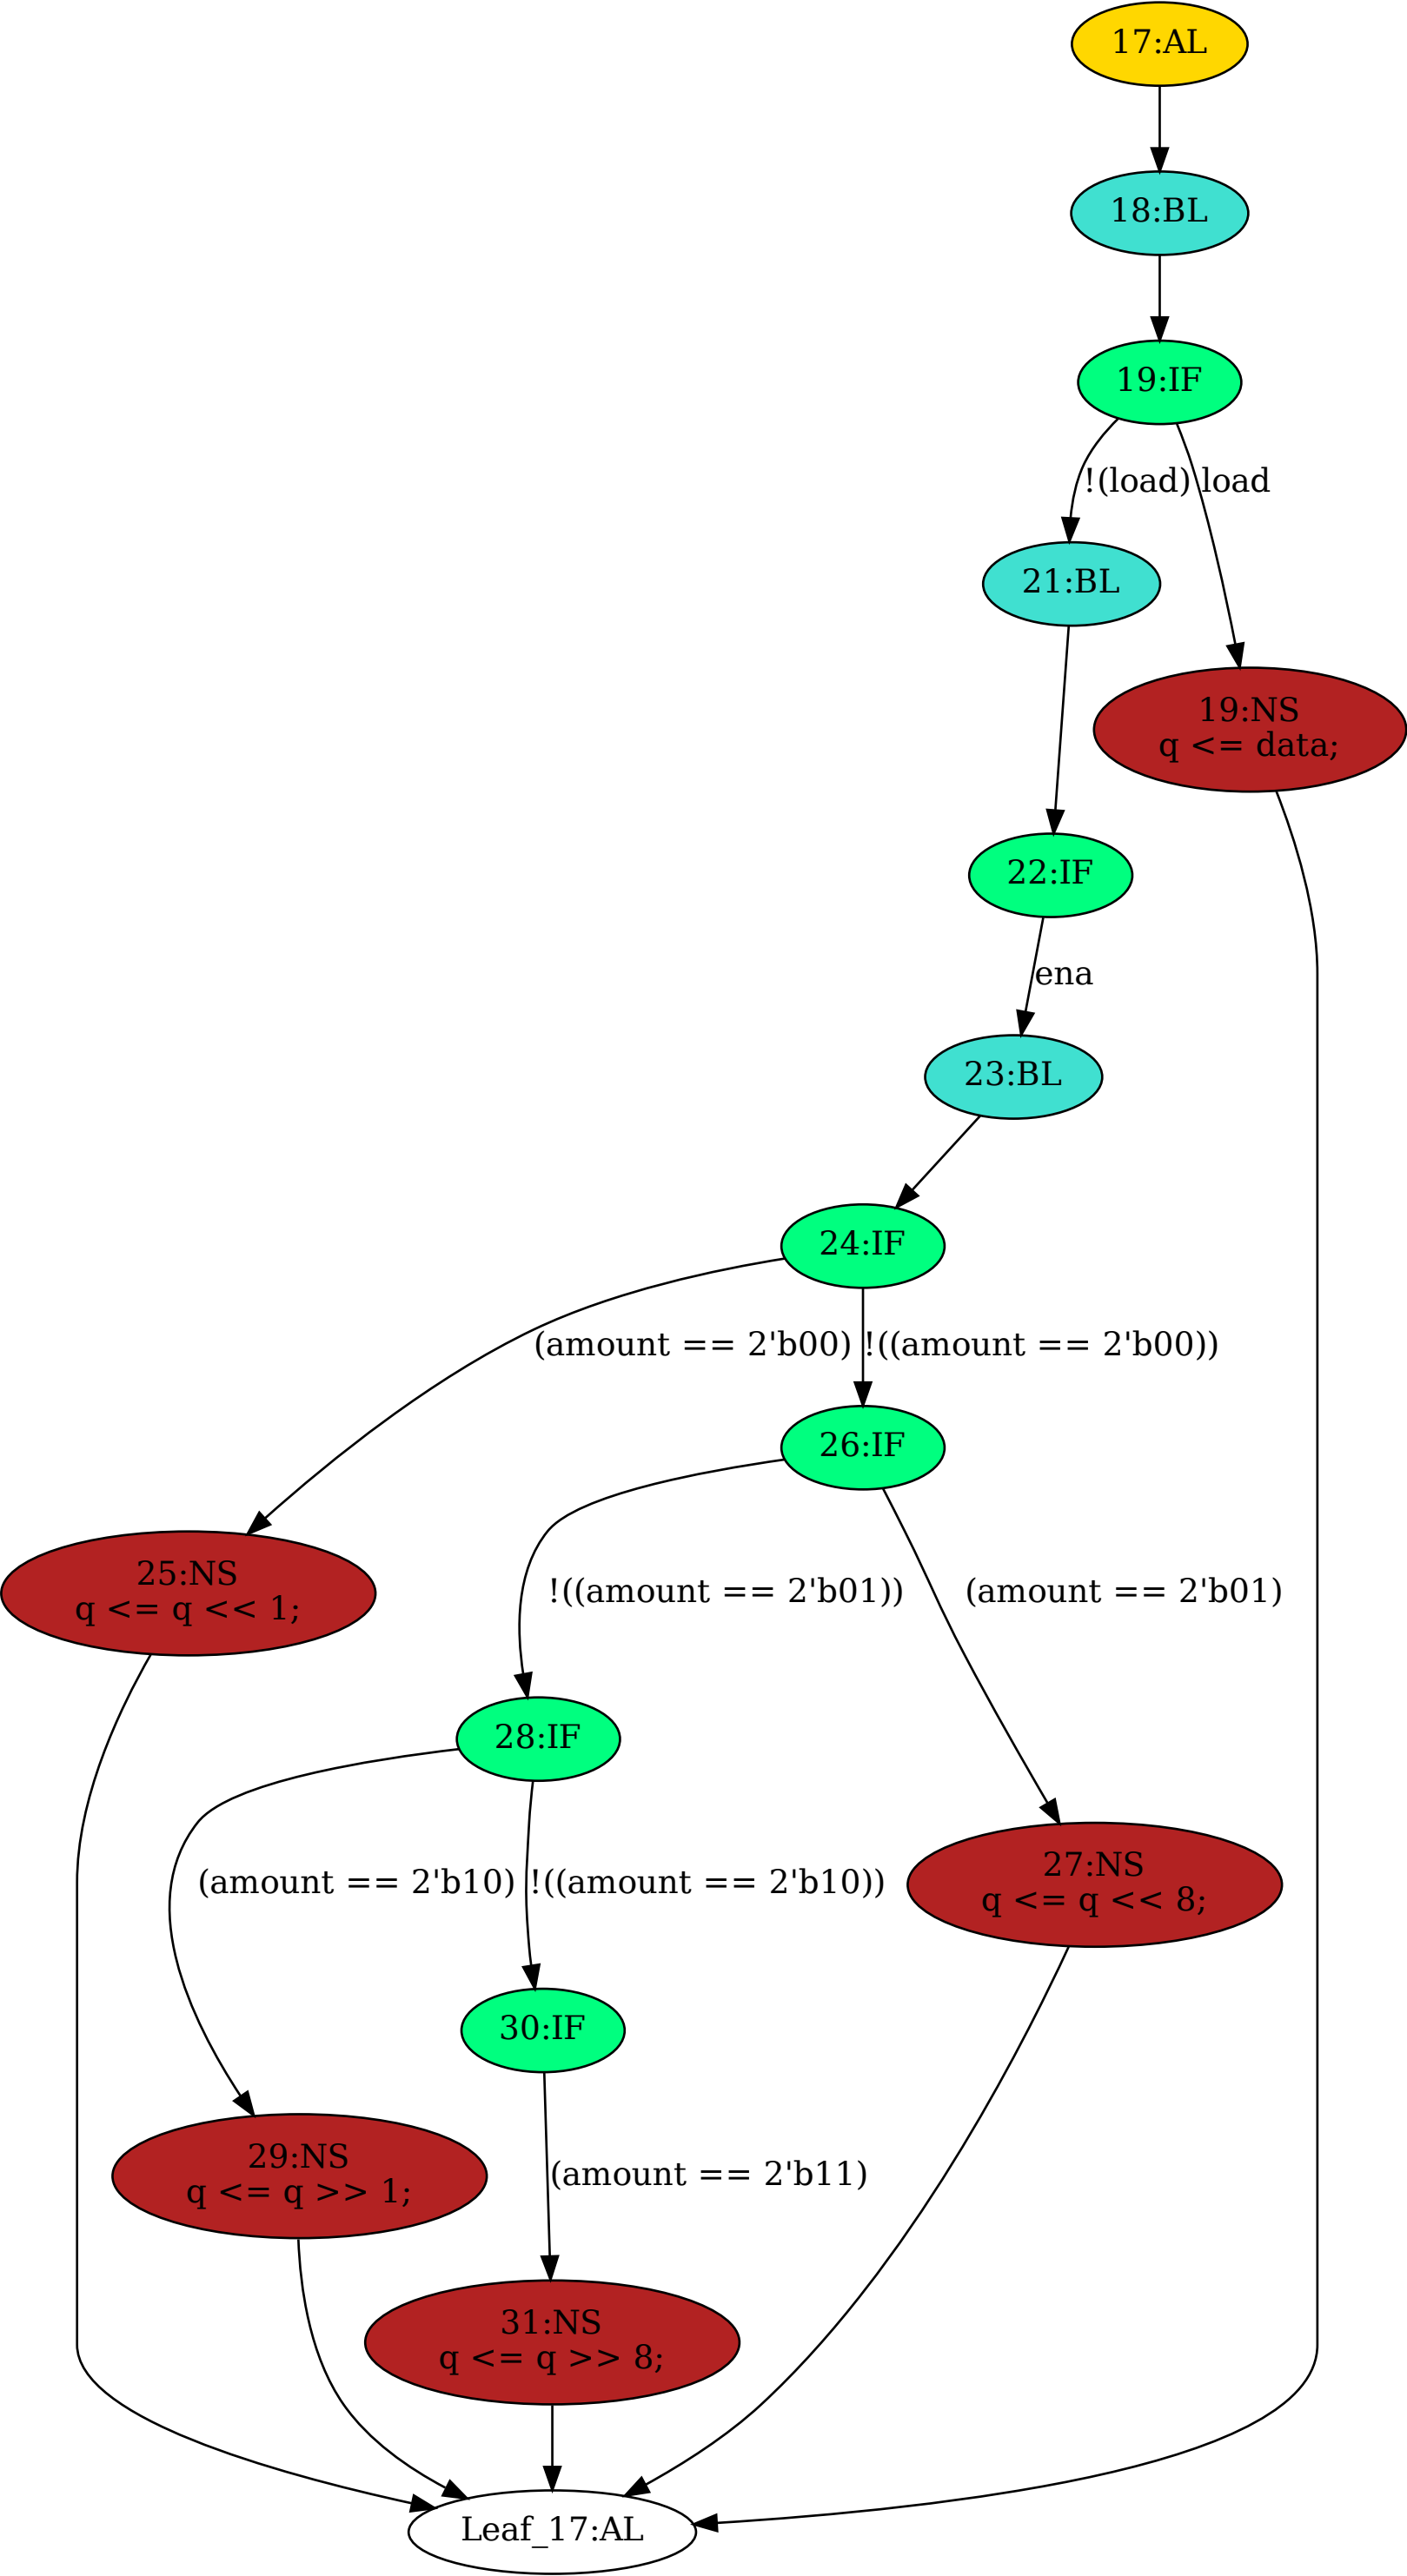 17:AL
18:BL
19:IF
!(load)
load
21:BL
19:NS
q <= data;
22:IF
ena
23:BL
24:IF
(amount == 2'b00)
!((amount == 2'b00))
26:IF
25:NS
q <= q << 1;
!((amount == 2'b01))
(amount == 2'b01)
28:IF
27:NS
q <= q << 8;
(amount == 2'b10)
!((amount == 2'b10))
30:IF
29:NS
q <= q >> 1;
(amount == 2'b11)
31:NS
q <= q >> 8;
Leaf_17:AL